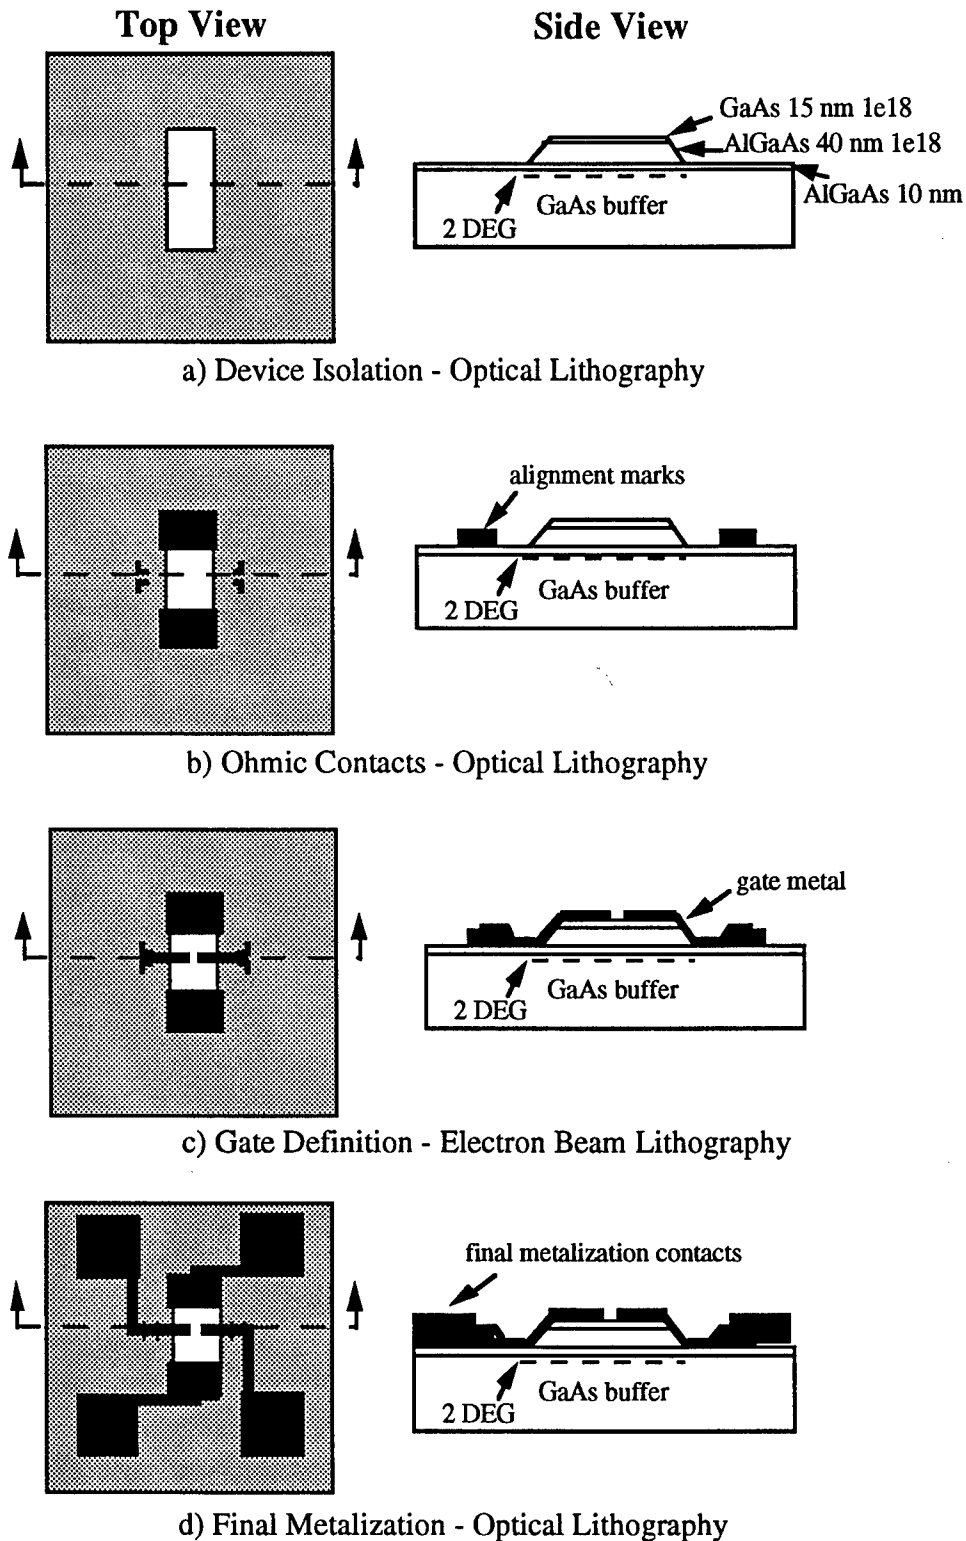 Top View
Side View
GaAs 15 nm 1e18
AlGaAs 40 nm 1e18
AlGaAs 10 nm
2 DEG
GaAs buffer
a) Device Isolation - Optical Lithography
alignment marks
2 DEG
GaAs buffer
b) Ohmic Contacts - Optical Lithography
gate metal
2 DEG
GaAs buffer
c) Gate Definition - Electron Beam Lithography
final metalization contacts
2 DEG
GaAs buffer
d) Final Metalization - Optical Lithography